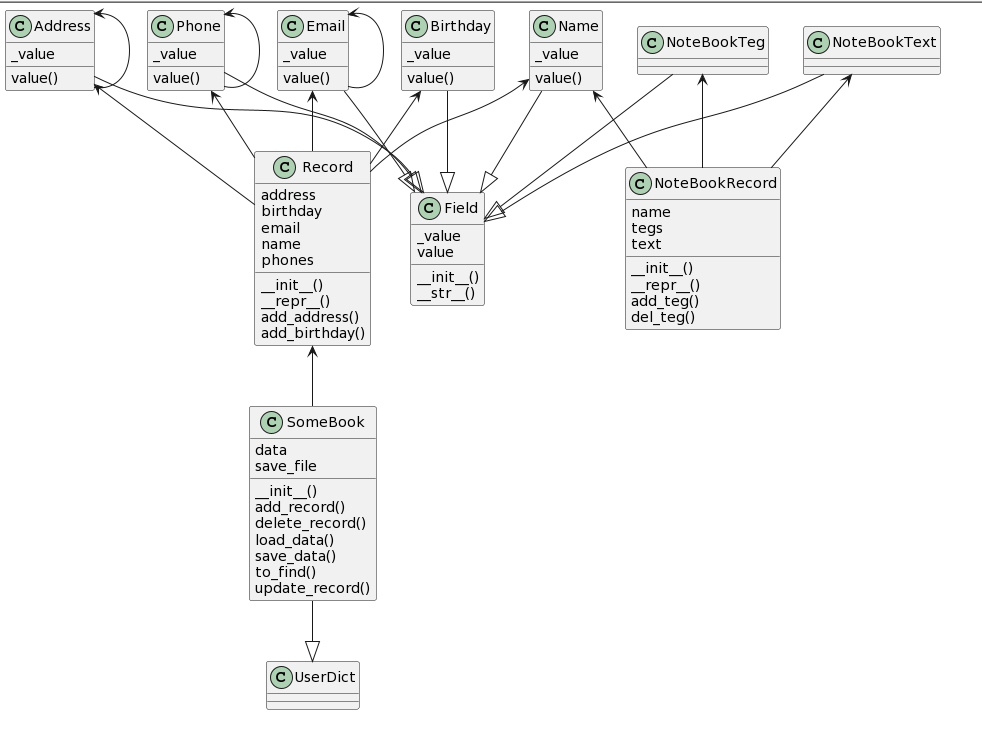 C Address
_value
value()
C Phone
_value
value()
C Email
_value
value()
C Birthday
_value
value()
C Name
_value
value()
C NoteBookTeg
C NoteBookText
C Record
address
birthday
email
name
phones
__init__()
__repr__()
add_address()
add_birthday()
C Field
_value
value
__init__()
__str__()
C NoteBookRecord
name
tegs
text
__init__()
__repr__()
add_teg()
del_teg()
C SomeBook
data
save_file
__init__()
add_record()
delete_record()
load_data()
save_data()
to_find()
update_record()
C UserDict